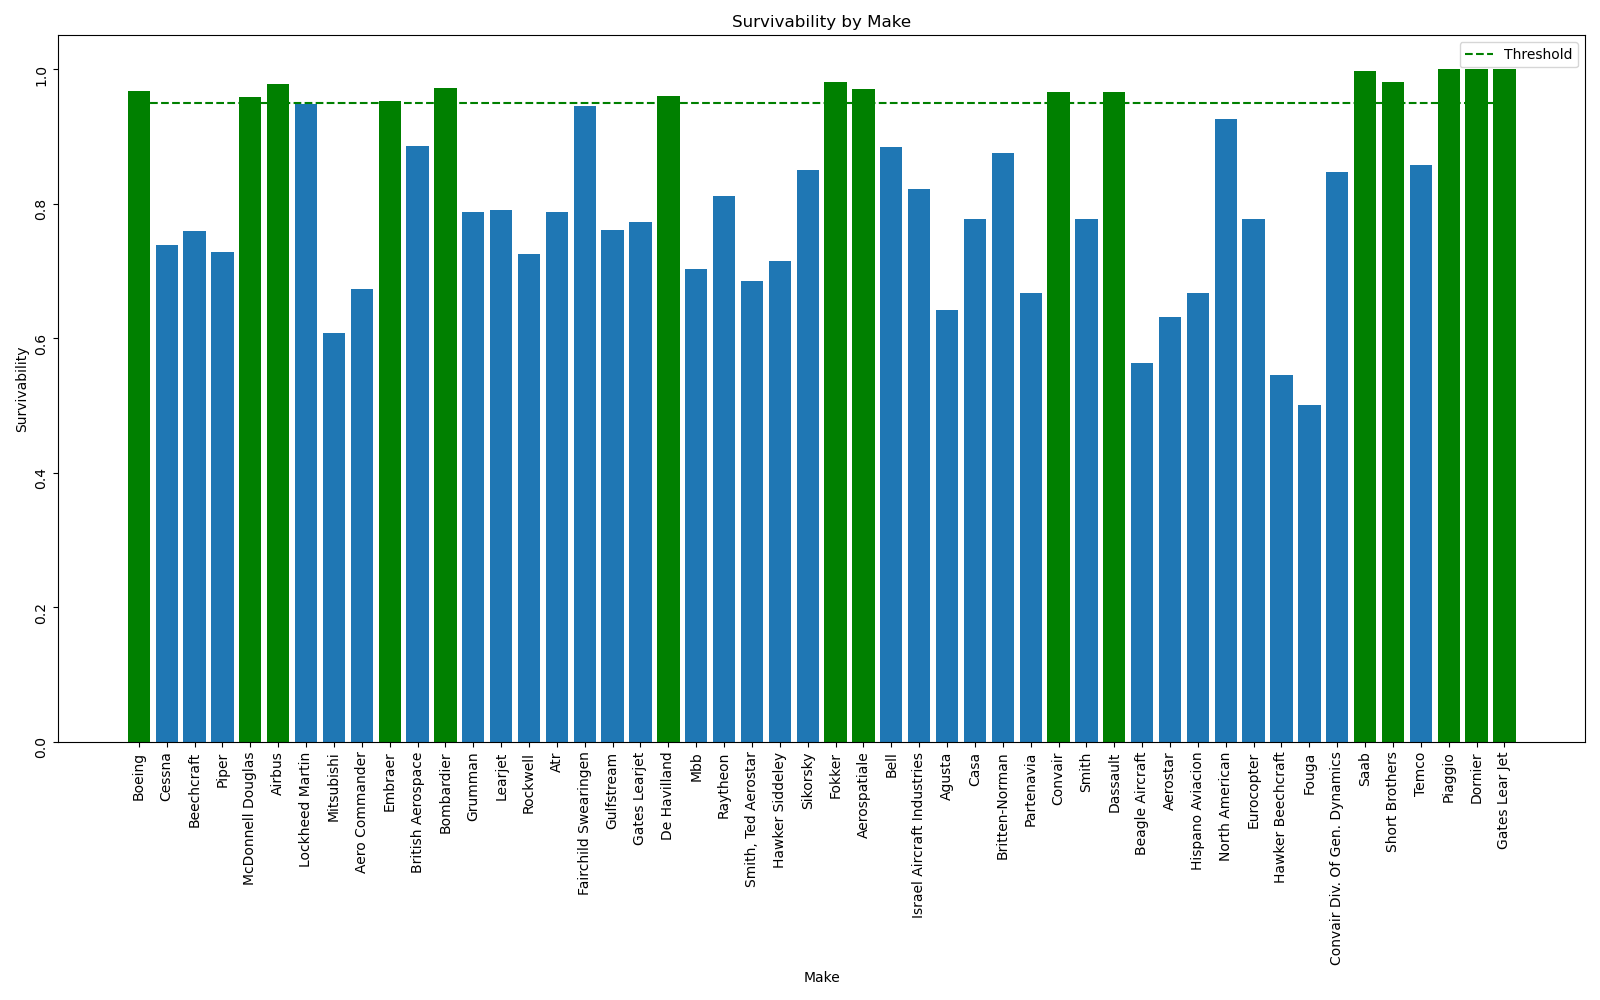 Survivability by Make
Threshold
Survivability
1.0
0.8
0.6
0.4
0.2
0.0
Boeing
Cessna
Beechcraft
Piper
McDonnell Douglas
Airbus
Lockheed Martin
Mitsubishi
Aero Commander
Embraer
British Aerospace
Bombardier
Grumman
Learjet
Rockwell
Atr
Fairchild Swearingen
Gulfstream
Gates Learjet
De Havilland
Mbb
Raytheon
Smith, Ted Aerostar
Hawker Siddeley
Sikorsky
Fokker
Aerospatiale
Bell
Israel Aircraft Industries
Agusta
Casa
Britten-Norman
Partenavia
Convair
Smith
Dassault
Beagle Aircraft
Aerostar
Hispano Aviacion
North American
Eurocopter
Hawker Beechcraft
Fouga
Convair Div. Of Gen. Dynamics
Saab
Short Brothers
Temco
Piaggio
Dornier
Gates Lear Jet
Make